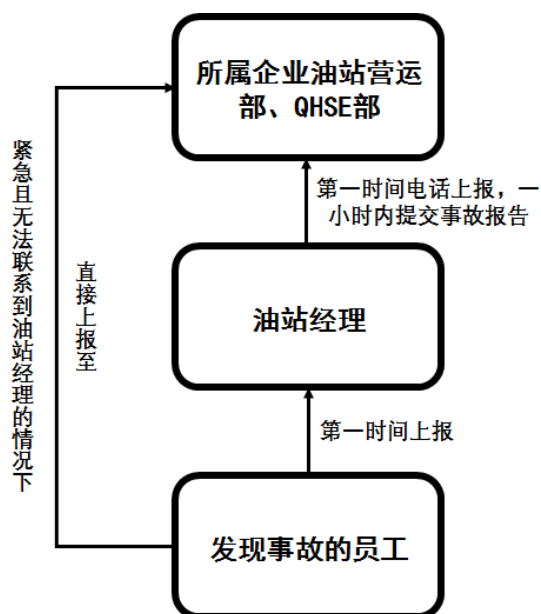 所属企业油站营运
部、QHSE部
第一时间电话上报，一
小时内提交事故报告
紧急且无法联系到油站经理的情况下
直接上报至
油站经理
第一时间上报
发现事故的员工